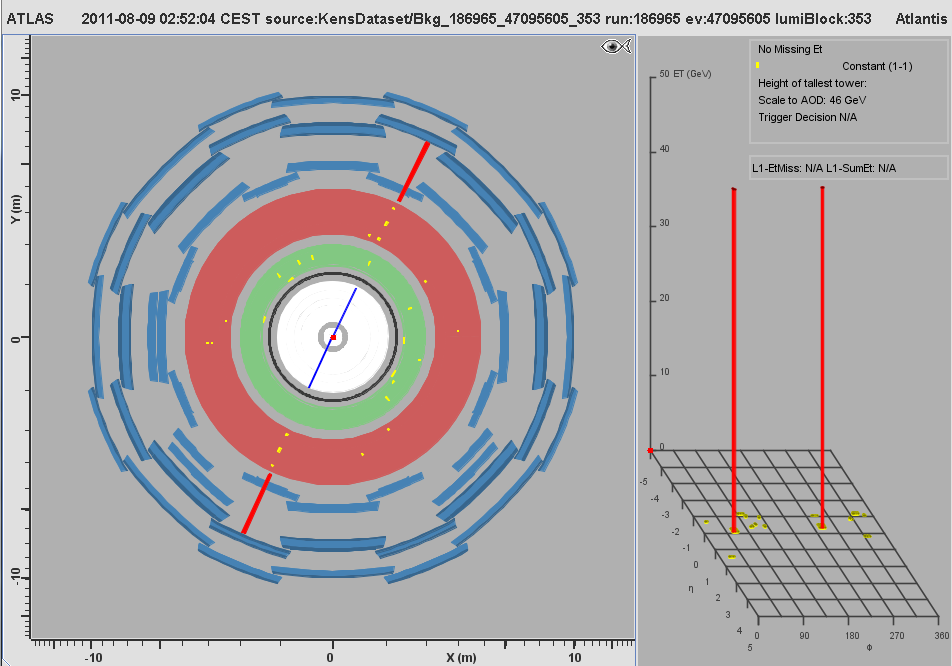 ATLAS 2011-08-09 02:52:04 CEST source:KensDataset/Bkg_186965_47095605_353 run:186965 ev:47095605 lumiBlock:353 Atlantis
No Missing Et
Constant (1-1)
Height of tallest tower:
Scale to AOD: 46 GeV
Trigger Decision N/A
L1-EtMiss: N/A L1-SumEt: N/A
50 ET (GeV)
40
30
20
10
0
-5
-4
-3
-2
-1
0
η
1
2
3
4
5
0
90
180
270
360
Φ
10
Y (m)
0
-10
-10
0
X (m)
10